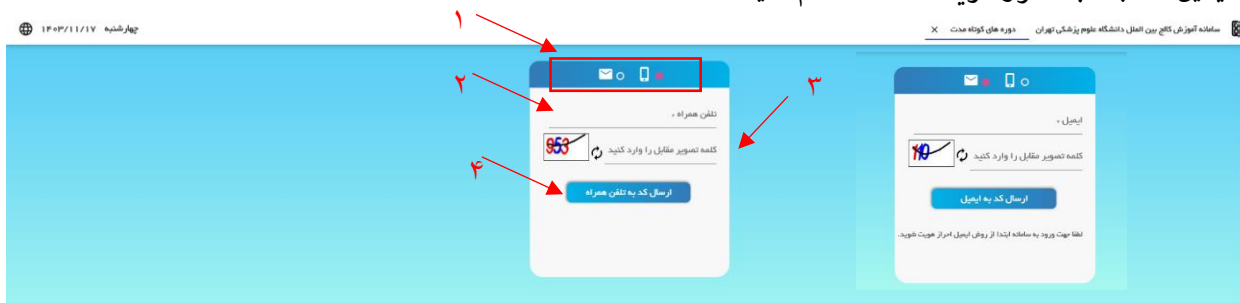 سامانه آموزش کالج بین الملل دانشگاه علوم پزشکی تهران
دوره های کوتاه مدت ×
چهارشنبه ۱۴۰۳/۱۱/۱۷
۱
۲
۳
۴
ایمیل *
کلمه تصویر مقابل را وارد کنید
110
ارسال کد به ایمیل
لطفا جهت ورود به سامانه ابتدا از روش ایمیل احراز هویت شوید.
تلفن همراه *
کلمه تصویر مقابل را وارد کنید
953
ارسال کد به تلفن همراه